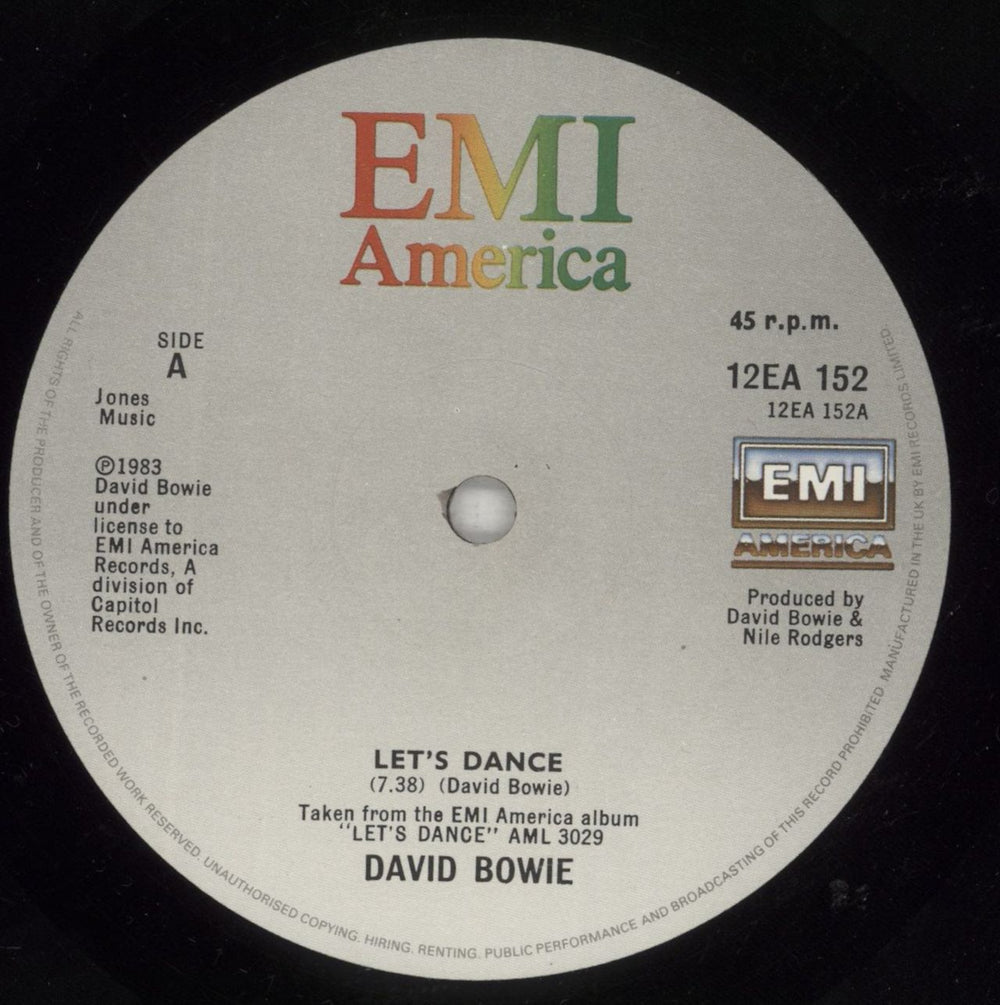 EMI
America
SIDE
A
Jones
Music
Ⓟ1983
David Bowie
under
license to
EMI America
Records, A
division of
Capitol
Records Inc.
45 r.p.m.
12EA 152
12EA 152A
EMI
AMERICA
Produced by
David Bowie &
Nile Rodgers
LET'S DANCE
(7.38) (David Bowie)
Taken from the EMI America album
"LET'S DANCE" AML 3029
DAVID BOWIE
ALL RIGHTS OF THE PRODUCER AND OF THE OWNER OF THE RECORDED WORK RESERVED. UNAUTHORISED COPYING. HIRING. RENTING. PUBLIC PERFORMANCE AND BROADCASTING OF THIS RECORD PROHIBITED. MANUFACTURED IN THE UK BY EMI RECORDS LIMITED.